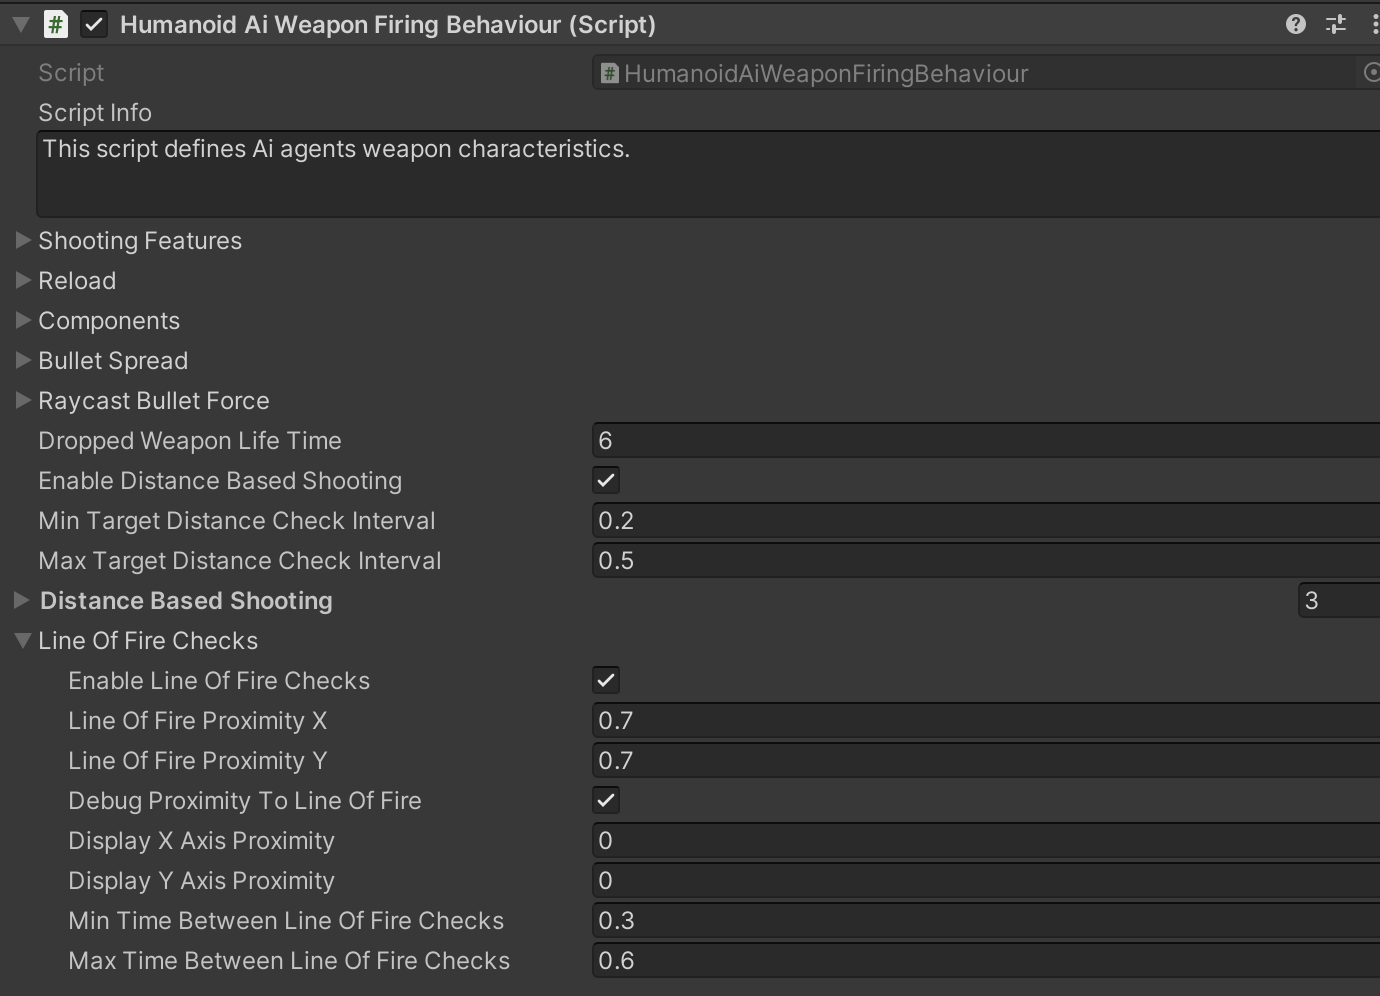 Humanoid Ai Weapon Firing Behaviour (Script)
Script HumanoidAiWeaponFiringBehaviour
Script Info
This script defines Ai agents weapon characteristics.
Shooting Features
Reload
Components
Bullet Spread
Raycast Bullet Force
Dropped Weapon Life Time 6
Enable Distance Based Shooting
Min Target Distance Check Interval 0.2
Max Target Distance Check Interval 0.5
Distance Based Shooting 3
Line Of Fire Checks
Enable Line Of Fire Checks
Line Of Fire Proximity X 0.7
Line Of Fire Proximity Y 0.7
Debug Proximity To Line Of Fire
Display X Axis Proximity 0
Display Y Axis Proximity 0
Min Time Between Line Of Fire Checks 0.3
Max Time Between Line Of Fire Checks 0.6